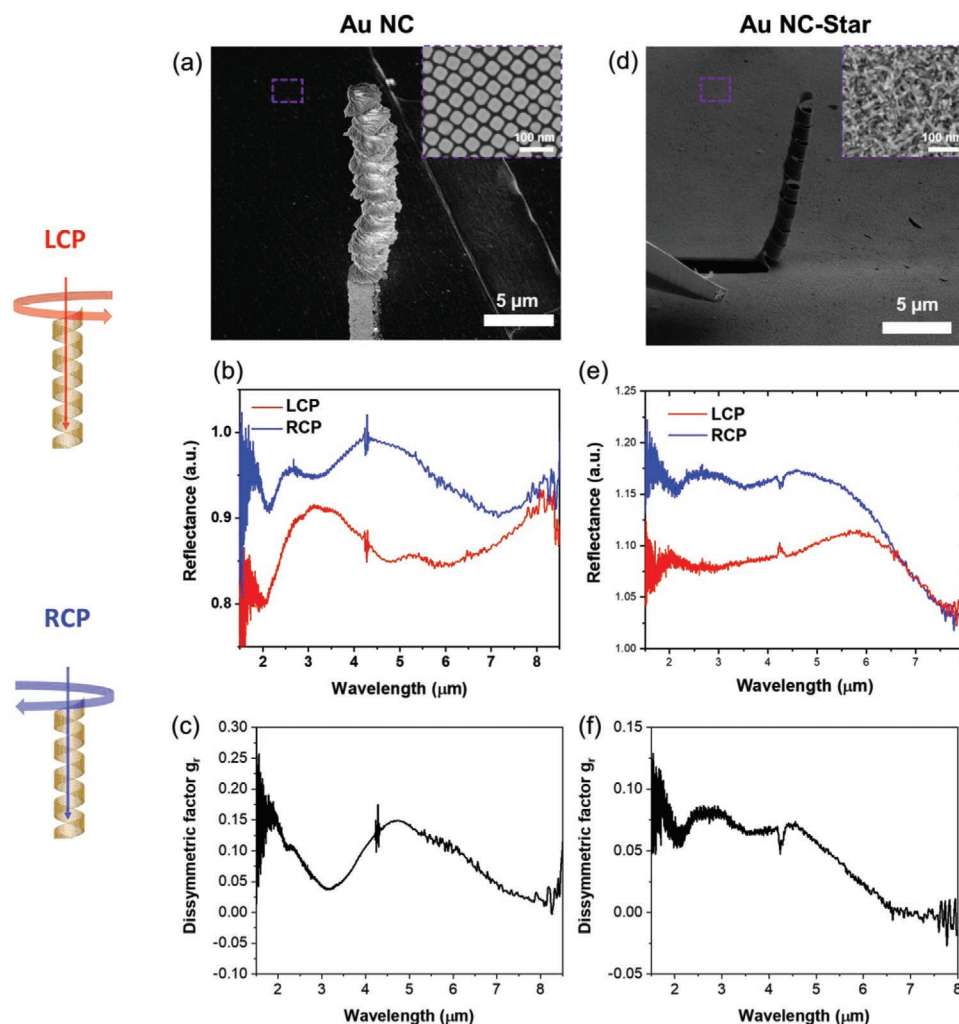 Au NC
Au NC-Star
LCP
RCP
(a)
100 nm
5 μm
(d)
100 nm
5 μm
(b)
LCP
RCP
Reflectance (a.u.)
1.0
0.9
0.8
2 3 4 5 6 7 8
Wavelength (μm)
(e)
LCP
RCP
Reflectance (a.u.)
1.25
1.20
1.15
1.10
1.05
1.00
2 3 4 5 6 7 8
Wavelength (μm)
(c)
Dissymmetric factor gᵣ
0.30
0.25
0.20
0.15
0.10
0.05
0.00
-0.05
-0.10
2 3 4 5 6 7 8
Wavelength (μm)
(f)
Dissymmetric factor gᵣ
0.15
0.10
0.05
0.00
-0.05
2 3 4 5 6 7 8
Wavelength (μm)